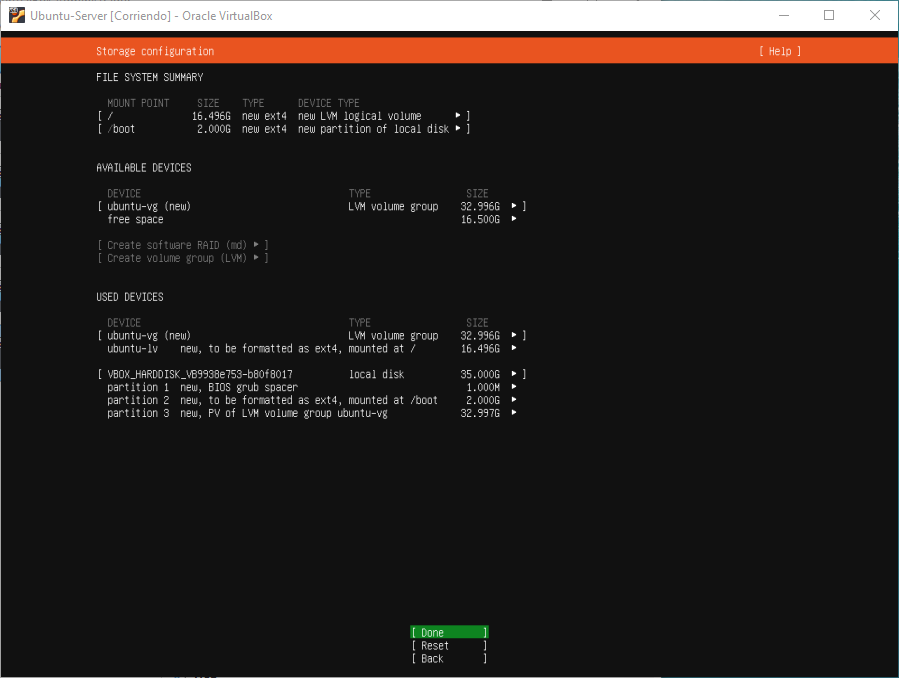 Ubuntu-Server [Corriendo] - Oracle VirtualBox
Storage configuration [ Help ]
FILE SYSTEM SUMMARY
MOUNT POINT SIZE TYPE DEVICE TYPE
[ / 16.496G new ext4 new LVM logical volume ▸ ]
[ /boot 2.000G new ext4 new partition of local disk ▸ ]
AVAILABLE DEVICES
DEVICE TYPE SIZE
[ ubuntu-vg (new) LVM volume group 32.996G ▸ ]
free space 16.500G ▸
[ Create software RAID (md) ▸ ]
[ Create volume group (LVM) ▸ ]
USED DEVICES
DEVICE TYPE SIZE
[ ubuntu-vg (new) LVM volume group 32.996G ▸ ]
ubuntu-lv new, to be formatted as ext4, mounted at / 16.496G ▸
[ VBOX_HARDDISK_VB9938e753-b80f8017 local disk 35.000G ▸ ]
partition 1 new, BIOS grub spacer 1.000M ▸
partition 2 new, to be formatted as ext4, mounted at /boot 2.000G ▸
partition 3 new, PV of LVM volume group ubuntu-vg 32.997G ▸
[ Done ]
[ Reset ]
[ Back ]